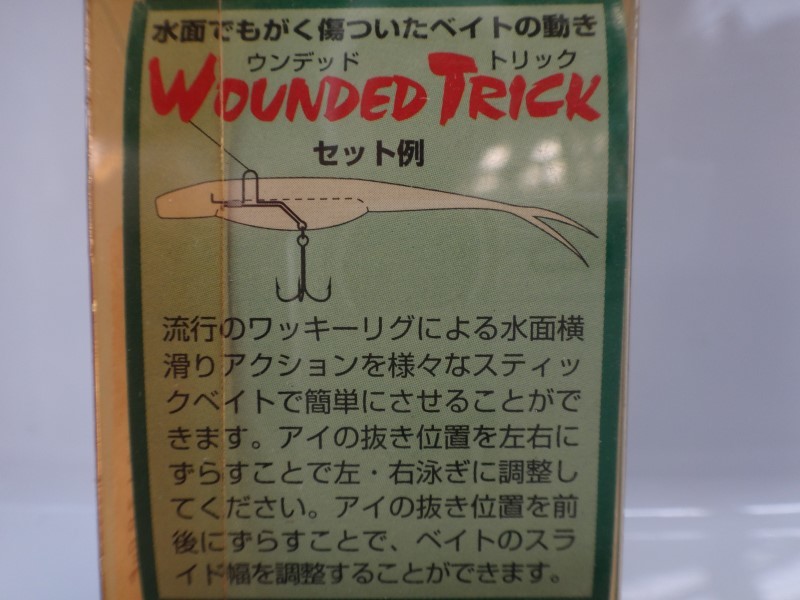 水面でもがく傷ついたベイトの動き
ウンデッド トリック
WOUNDED TRICK
セット例
流行のワッキーリグによる水面横
滑りアクションを様々なスティッ
クベイトで簡単にさせることがで
きます。アイの抜き位置を左右に
ずらすことで左・右泳ぎに調整し
てください。アイの抜き位置を前
後にずらすことで、ベイトのスラ
イド幅を調整することができます。